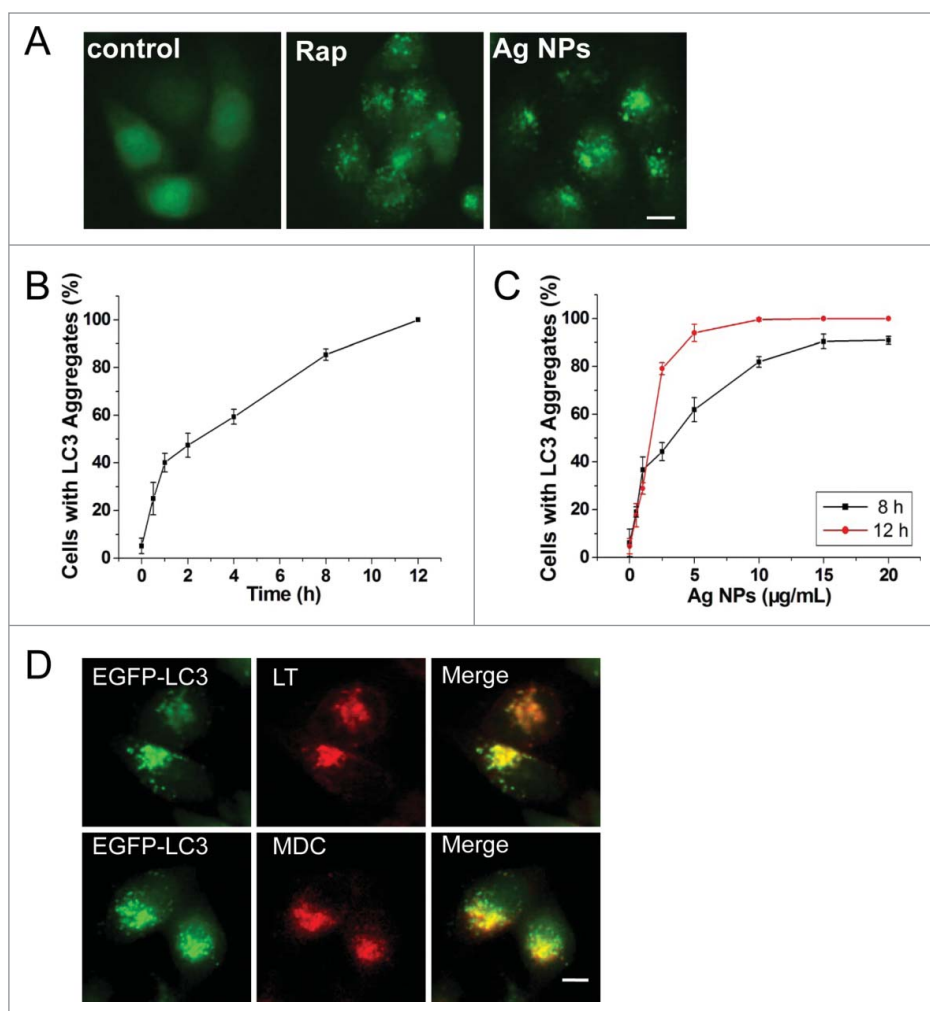 A
control
Rap
Ag NPs
B
Cells with LC3 Aggregates (%)
100
80
60
40
20
0
0 2 4 6 8 10 12
Time (h)
C
Cells with LC3 Aggregates (%)
100
80
60
40
20
0
8 h
12 h
0 5 10 15 20
Ag NPs (µg/mL)
D
EGFP-LC3
LT
Merge
EGFP-LC3
MDC
Merge